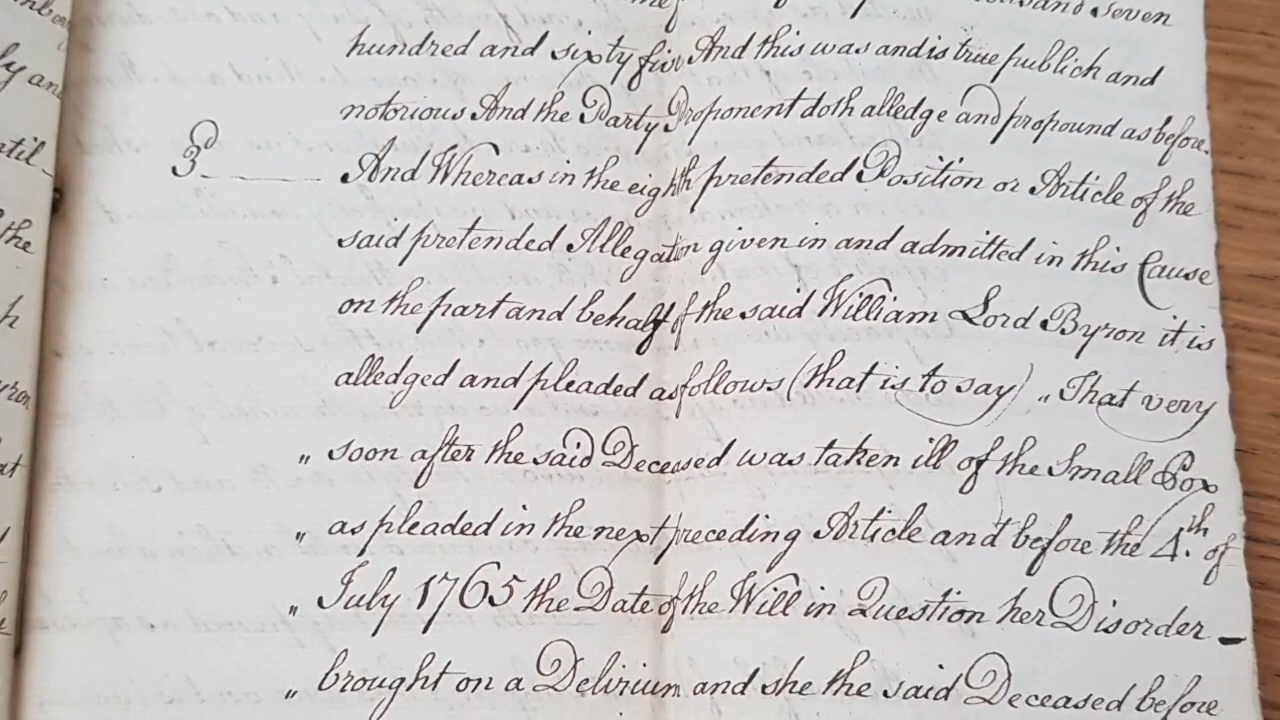 thousand seven
hundred and sixty five And this was and is true publick and
notorious And the Party Proponent doth alledge and propound as before.
3 And Whereas in the eighth pretended Position or Article of the
said pretended Allegation given in and admitted in this Cause
on the part and behalf of the said William Lord Byron it is
alledged and pleaded as follows (that is to say) „ That very
„ soon after the said Deceased was taken ill of the Small Pox
„ as pleaded in the next preceding Article and before the 4.th of
„ July 1765 the Date of the Will in Question her Disorder
„ brought on a Delirium and she the said Deceased before